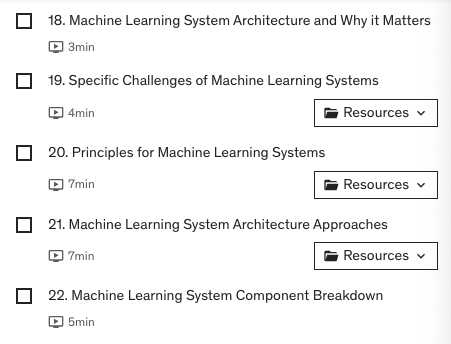 18. Machine Learning System Architecture and Why it Matters
3min
19. Specific Challenges of Machine Learning Systems
4min
Resources
20. Principles for Machine Learning Systems
7min
Resources
21. Machine Learning System Architecture Approaches
7min
Resources
22. Machine Learning System Component Breakdown
5min